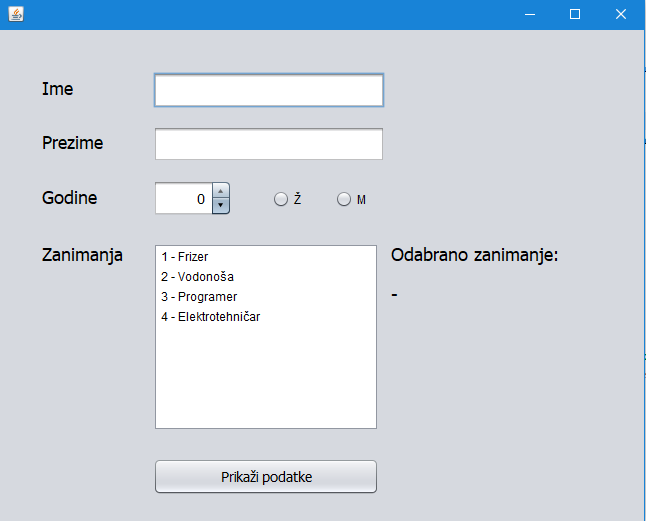 Ime
Prezime
Godine 0 Ž M
Zanimanja
1 - Frizer
2 - Vodonoša
3 - Programer
4 - Elektrotehničar
Odabrano zanimanje:
-
Prikaži podatke